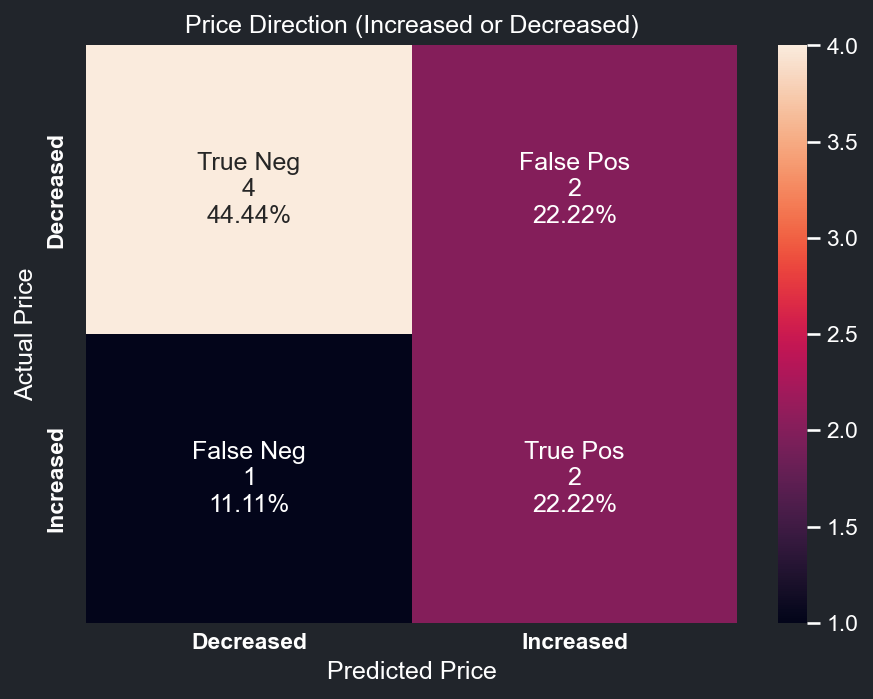 Price Direction (Increased or Decreased)
Actual Price
Decreased
Increased
True Neg
4
44.44%
False Pos
2
22.22%
False Neg
1
11.11%
True Pos
2
22.22%
Decreased
Increased
Predicted Price
4.0
3.5
3.0
2.5
2.0
1.5
1.0